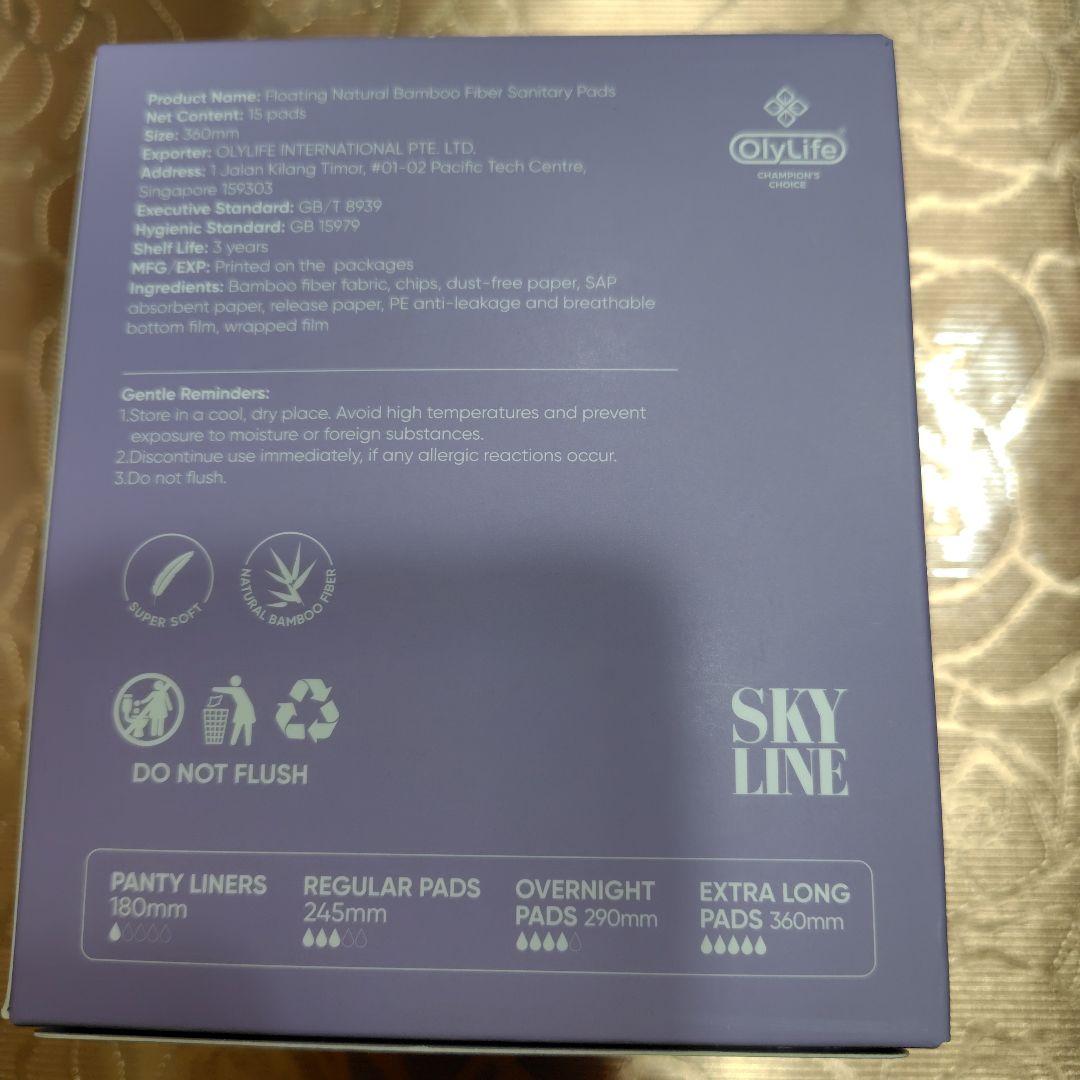 Product Name: Floating Natural Bamboo Fiber Sanitary Pads
Net Content: 15 pads
Size: 360mm
Exporter: OLYLIFE INTERNATIONAL PTE. LTD.
Address: 1 Jalan Kilang Timor, #01-02 Pacific Tech Centre,
Singapore 159303
Executive Standard: GB/T 8939
Hygienic Standard: GB 15979
Shelf Life: 3 years
MFG/EXP: Printed on the packages
Ingredients: Bamboo fiber fabric, chips, dust-free paper, SAP
absorbent paper, release paper, PE anti-leakage and breathable
bottom film, wrapped film
OlyLife
CHAMPION'S
CHOICE
Gentle Reminders:
1.Store in a cool, dry place. Avoid high temperatures and prevent
exposure to moisture or foreign substances.
2.Discontinue use immediately, if any allergic reactions occur.
3.Do not flush.
SUPER SOFT
NATURAL BAMBOO FIBER
DO NOT FLUSH
SKY
LINE
PANTY LINERS
180mm
REGULAR PADS
245mm
OVERNIGHT
PADS 290mm
EXTRA LONG
PADS 360mm